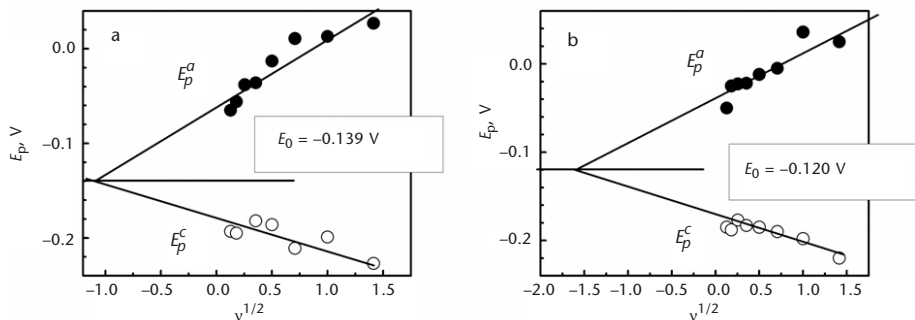 a
0.0
−0.1
−0.2
E_p, V
E_p^a
E_0 = −0.139 V
E_p^c
−1.0 −0.5 0.0 0.5 1.0 1.5
ν^1/2
b
0.0
−0.1
−0.2
E_p^a
E_0 = −0.120 V
E_p^c
−2.0 −1.5 −1.0 −0.5 0.0 0.5 1.0 1.5
ν^1/2